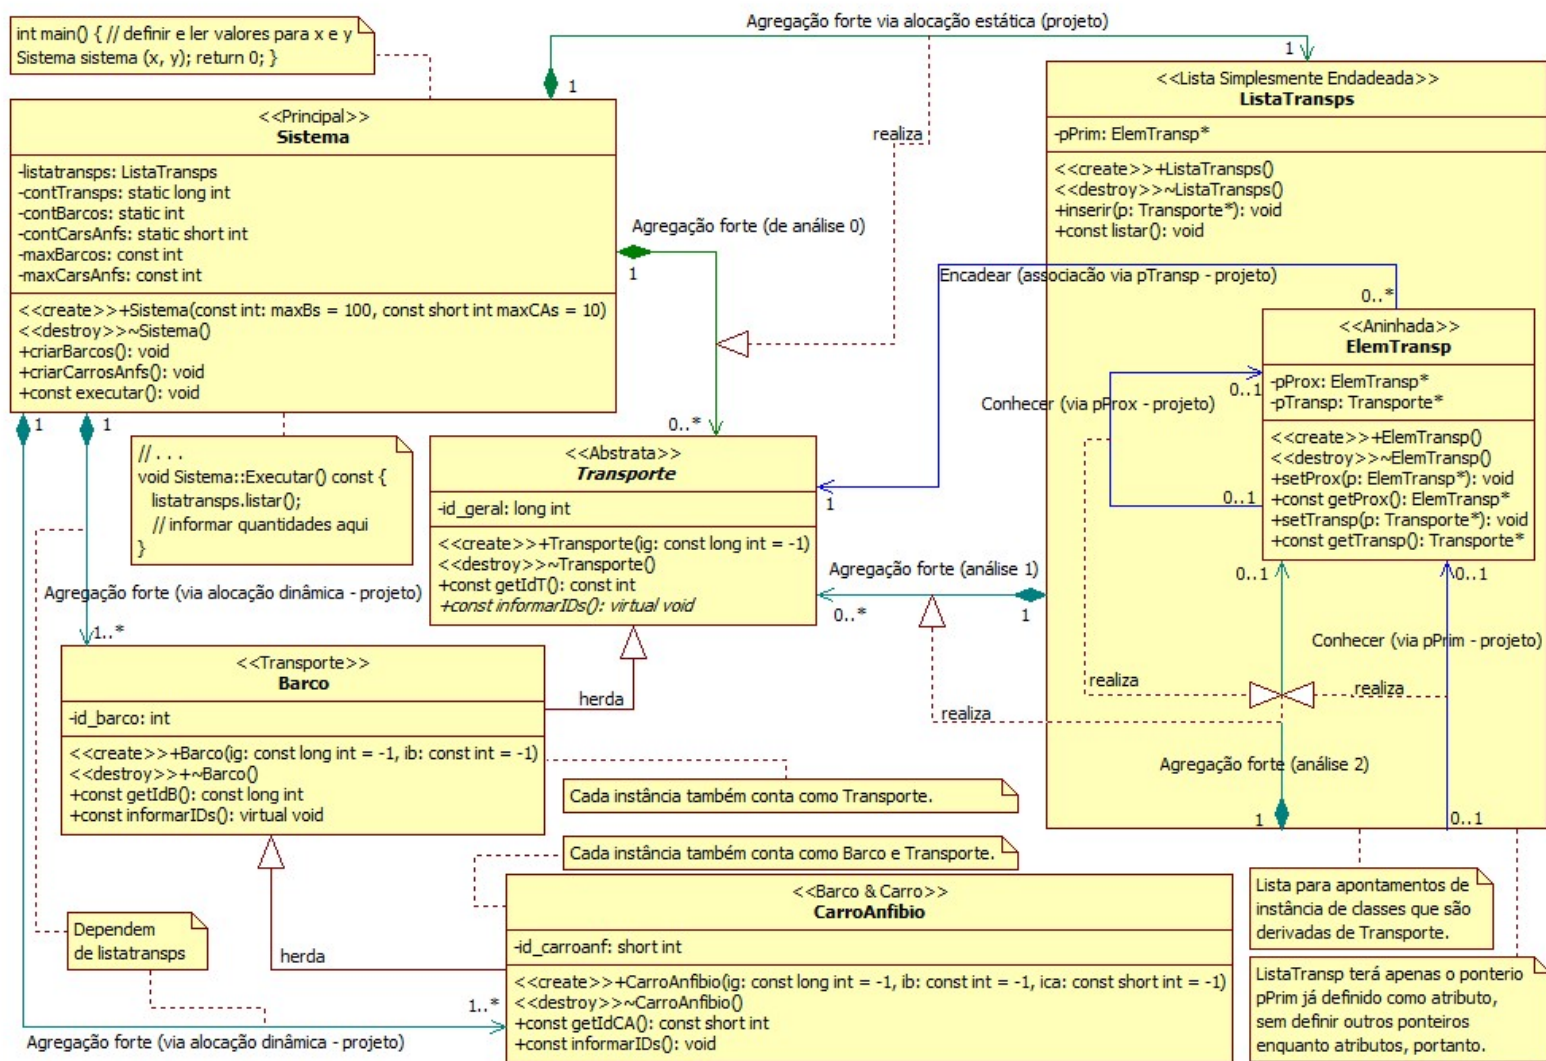 int main() { // definir e ler valores para x e y
Sistema sistema (x, y); return 0; }
Agregação forte via alocação estática (projeto)
1
1
realiza
<<Principal>>
Sistema
-listatransps: ListaTransps
-contTransps: static long int
-contBarcos: static int
-contCarsAnfs: static short int
-maxBarcos: const int
-maxCarsAnfs: const int
<<create>>+Sistema(const int: maxBs = 100, const short int maxCAs = 10)
<<destroy>>~Sistema()
+criarBarcos(): void
+criarCarrosAnfs(): void
+const executar(): void
Agregação forte (de análise 0)
1
0..*
<<Lista Simplesmente Endadeada>>
ListaTransps
-pPrim: ElemTransp*
<<create>>+ListaTransps()
<<destroy>>~ListaTransps()
+inserir(p: Transporte*): void
+const listar(): void
Encadear (associacão via pTransp - projeto)
0..*
1
<<Aninhada>>
ElemTransp
-pProx: ElemTransp*
-pTransp: Transporte*
<<create>>+ElemTransp()
<<destroy>>~ElemTransp()
+setProx(p: ElemTransp*): void
+const getProx(): ElemTransp*
+setTransp(p: Transporte*): void
+const getTransp(): Transporte*
Conhecer (via pProx - projeto)
0..1
0..1
1
1
// . . .
void Sistema::Executar() const {
listatransps.listar();
// informar quantidades aqui
}
<<Abstrata>>
Transporte
-id_geral: long int
<<create>>+Transporte(ig: const long int = -1)
<<destroy>>~Transporte()
+const getIdT(): const int
+const informarIDs(): virtual void
Agregação forte (análise 1)
0..*
1
0..1
0..1
Conhecer (via pPrim - projeto)
realiza
realiza
realiza
Agregação forte (análise 2)
1
0..1
Agregação forte (via alocação dinâmica - projeto)
1..*
<<Transporte>>
Barco
-id_barco: int
<<create>>+Barco(ig: const long int = -1, ib: const int = -1)
<<destroy>>+~Barco()
+const getIdB(): const long int
+const informarIDs(): virtual void
herda
Cada instância também conta como Transporte.
Cada instância também conta como Barco e Transporte.
<<Barco & Carro>>
CarroAnfibio
-id_carroanf: short int
<<create>>+CarroAnfibio(ig: const long int = -1, ib: const int = -1, ica: const short int = -1)
<<destroy>>~CarroAnfibio()
+const getIdCA(): const short int
+const informarIDs(): void
herda
Dependem
de listatransps
1..*
Agregação forte (via alocação dinâmica - projeto)
Lista para apontamentos de
instância de classes que são
derivadas de Transporte.
ListaTransp terá apenas o ponterio
pPrim já definido como atributo,
sem definir outros ponteiros
enquanto atributos, portanto.